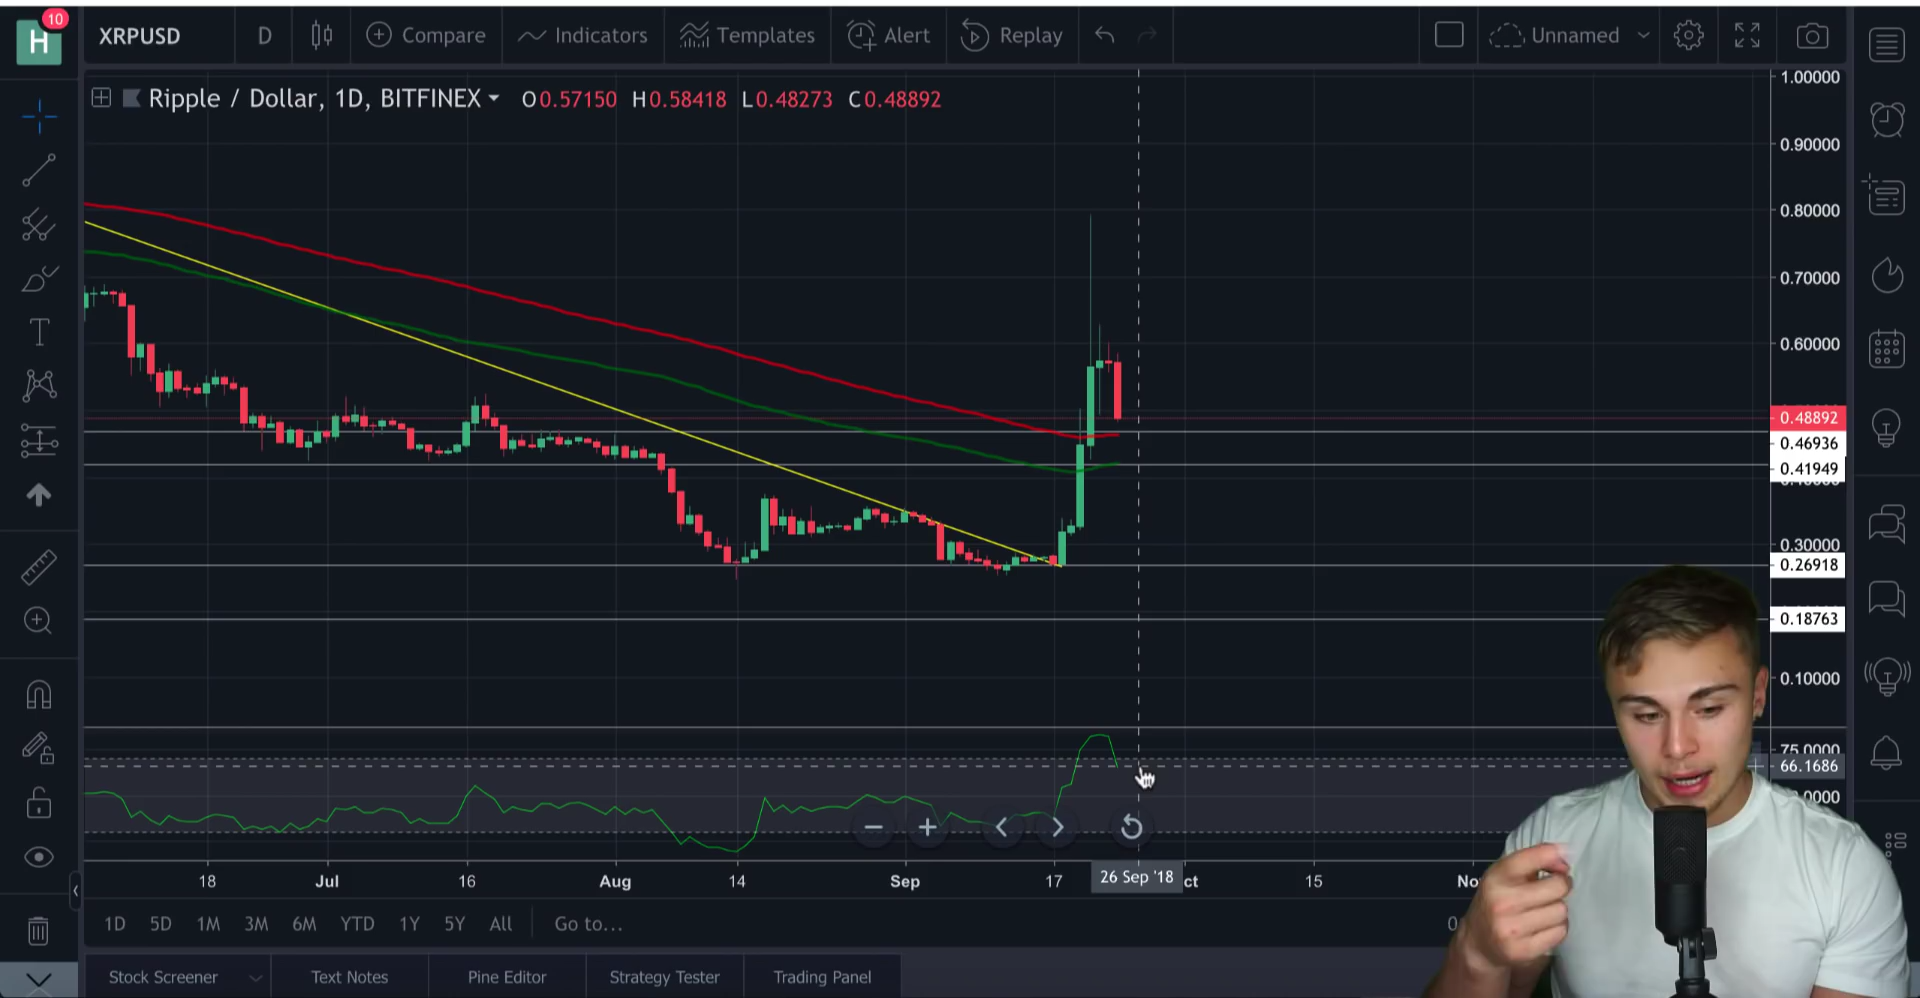 10
H
XRPUSD
D
Compare
Indicators
Templates
Alert
Replay
Unnamed
Ripple / Dollar, 1D, BITFINEX
O0.57150 H0.58418 L0.48273 C0.48892
1.00000
0.90000
0.80000
0.70000
0.60000
0.48892
0.46936
0.41949
0.30000
0.26918
0.18763
0.10000
75.0000
66.1686
18
Jul
16
Aug
14
Sep
17
26 Sep '18
ct
15
No
1D 5D 1M 3M 6M YTD 1Y 5Y All
Go to...
Stock Screener
Text Notes
Pine Editor
Strategy Tester
Trading Panel